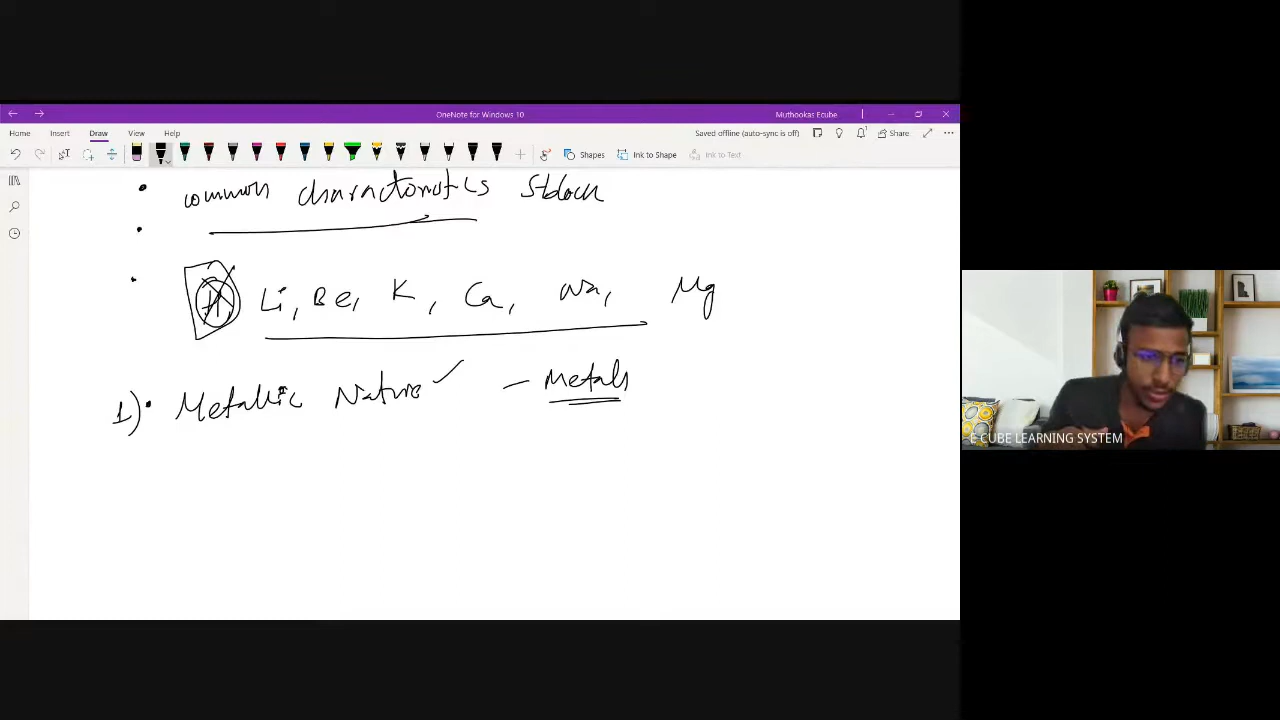 OneNote for Windows 10
Muthookas Ecube
Home Insert Draw View Help
Saved offline (auto-sync is off) Share
Shapes Ink to Shape Ink to Text
common characteristics
H, Li, Be, K, Ca, Na, Mg
1) Metallic Nature ✓ - Metals
E CUBE LEARNING SYSTEM